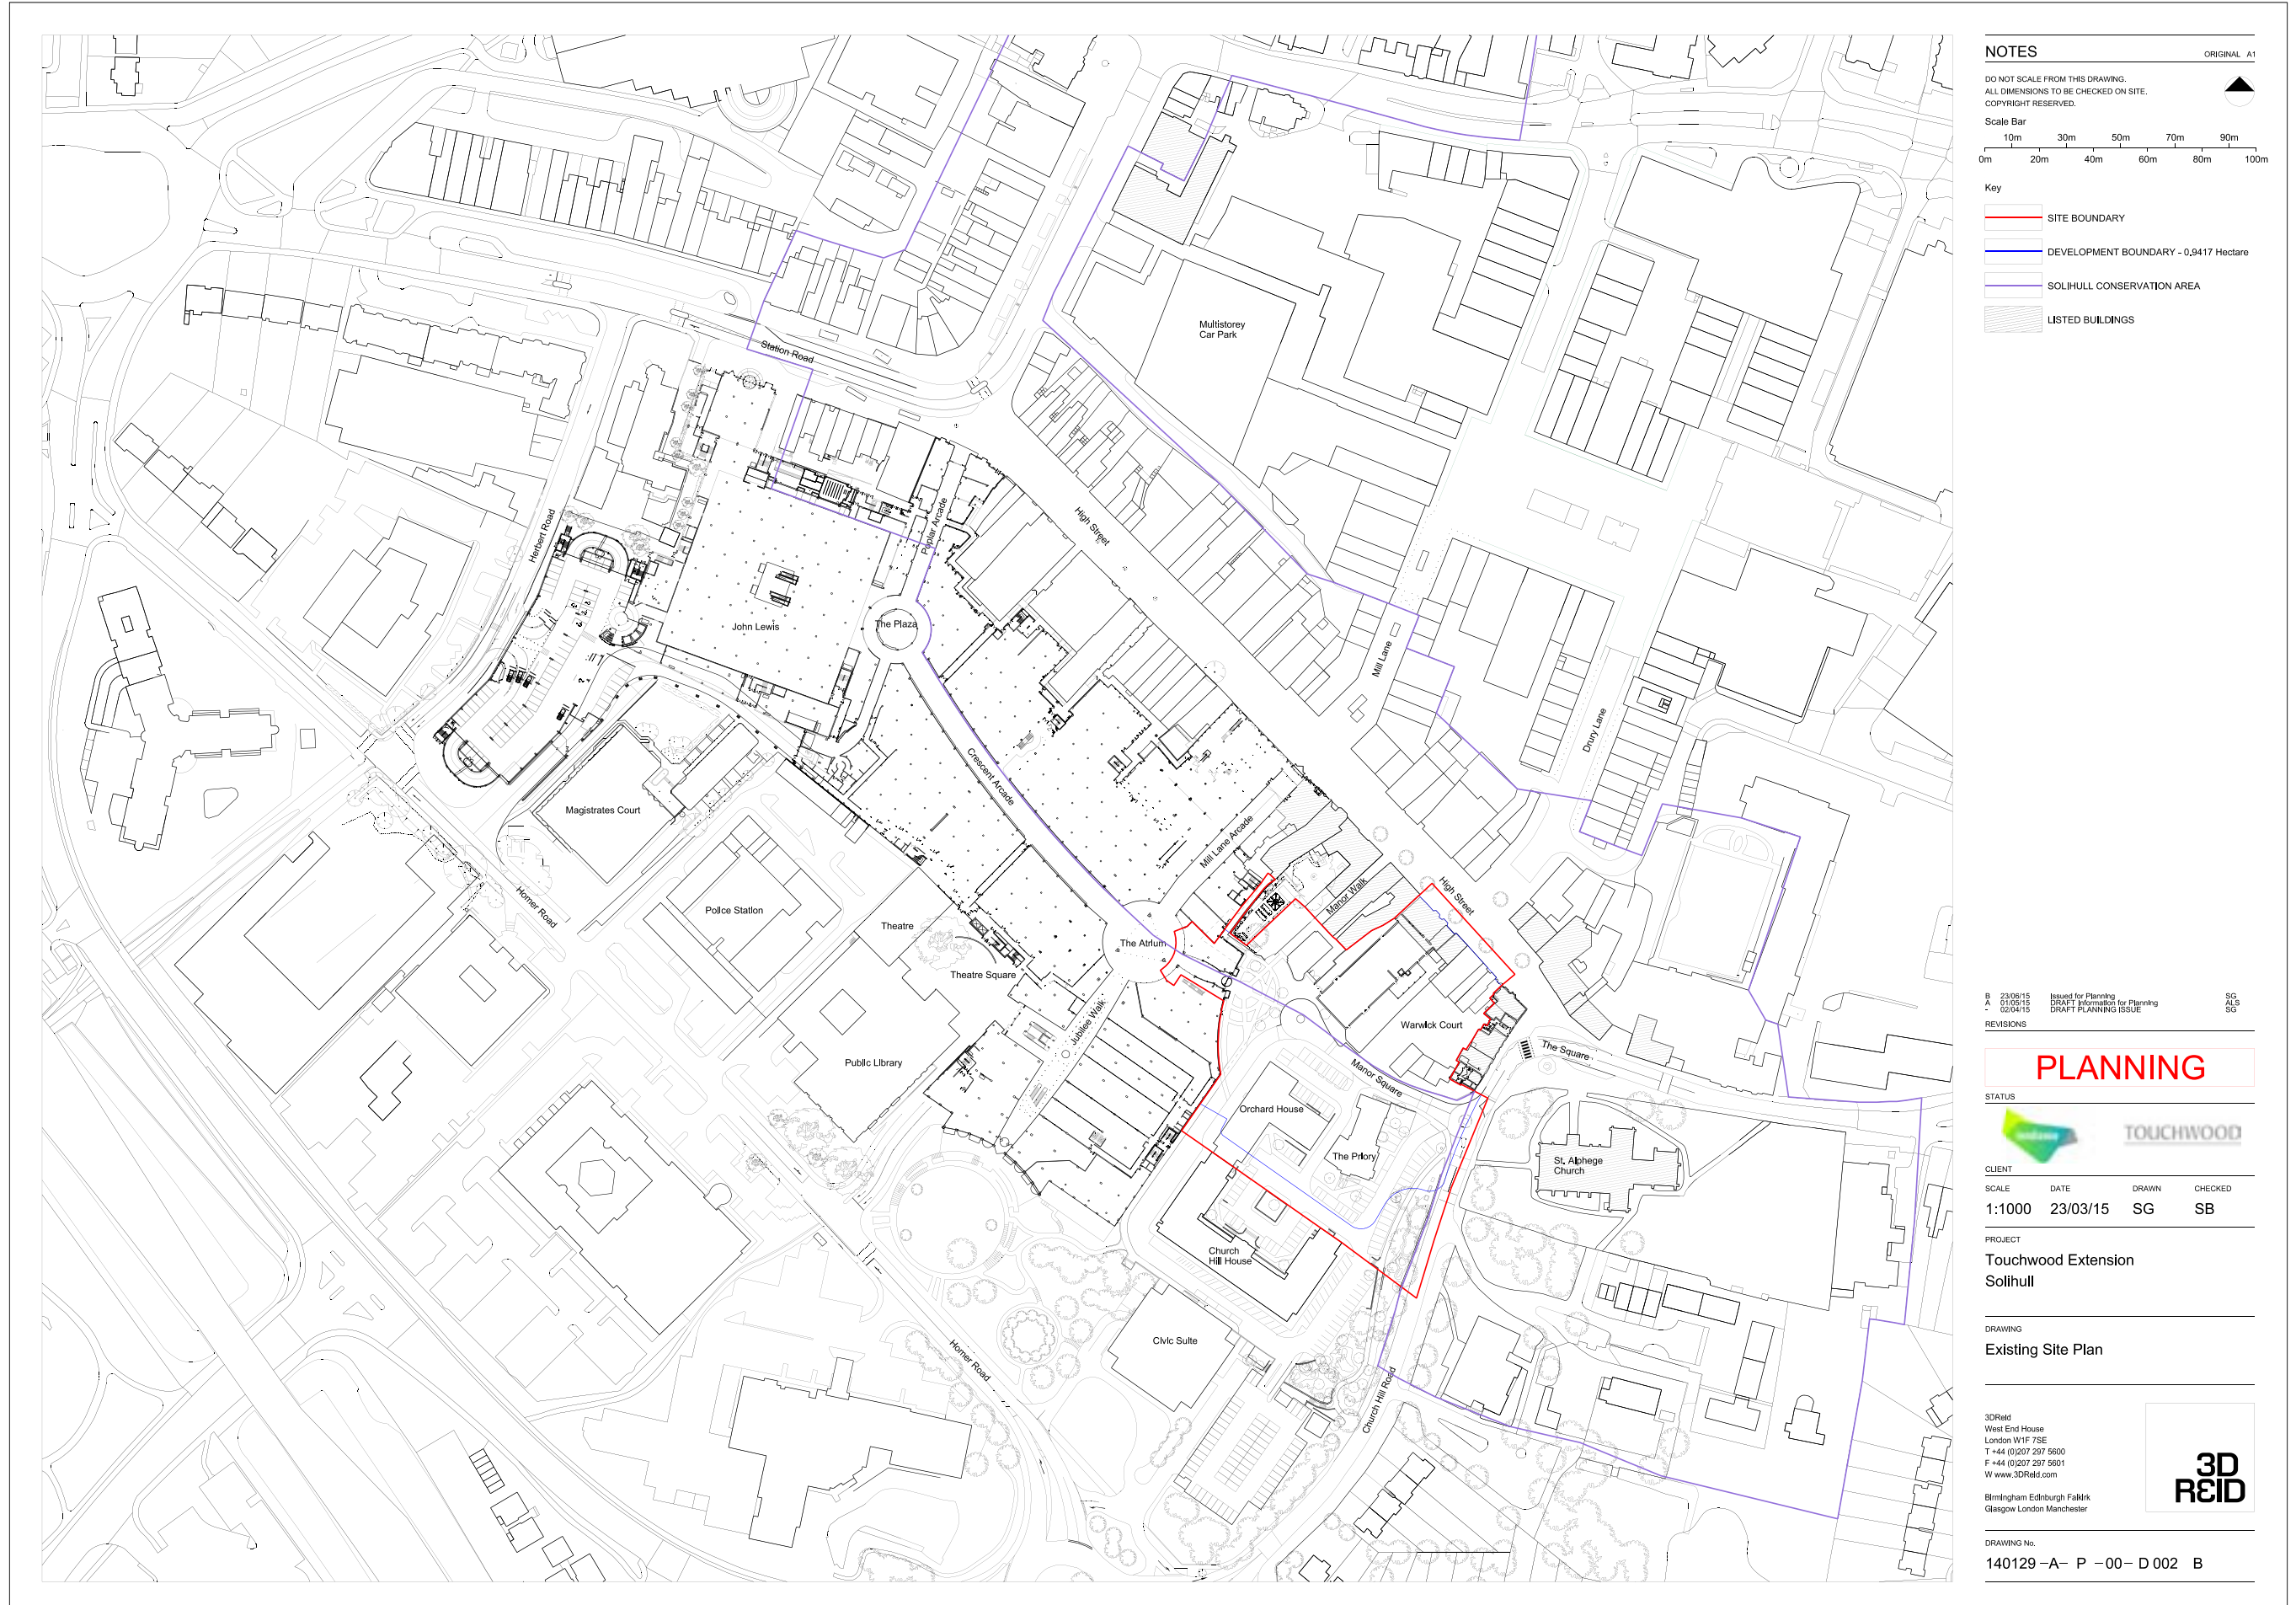 NOTES
ORIGINAL A1
DO NOT SCALE FROM THIS DRAWING.
ALL DIMENSIONS TO BE CHECKED ON SITE.
COPYRIGHT RESERVED.
Scale Bar
10m 30m 50m 70m 90m
0m 20m 40m 60m 80m 100m
Key
SITE BOUNDARY
DEVELOPMENT BOUNDARY - 0.9417 Hectare
SOLIHULL CONSERVATION AREA
LISTED BUILDINGS
Multistorey
Car Park
Station Road
High Street
Poplar Arcade
Herbert Road
John Lewis
The Plaza
Mill Lane
Drury Lane
Crescent Arcade
Magistrates Court
Mill Lane Arcade
Manor Walk
High Street
Homer Road
Police Station
Theatre
The Atrium
Theatre Square
Jubilee Walk
Warwick Court
The Square
Public Library
Manor Square
Orchard House
The Priory
St. Alphege
Church
Church
Hill House
Civic Suite
Homer Road
Church Hill Road
B 23/06/15 Issued for Planning SG
A 01/05/15 DRAFT Information for Planning ALS
- 02/04/15 DRAFT PLANNING ISSUE SG
REVISIONS
PLANNING
STATUS
TOUCHWOOD
CLIENT
SCALE DATE DRAWN CHECKED
1:1000 23/03/15 SG SB
PROJECT
Touchwood Extension
Solihull
DRAWING
Existing Site Plan
3DReid
West End House
London W1F 7SE
T +44 (0)207 297 5600
F +44 (0)207 297 5601
W www.3DReid.com
Birmingham Edinburgh Falkirk
Glasgow London Manchester
3D
REID
DRAWING No.
140129 -A- P -00- D 002 B